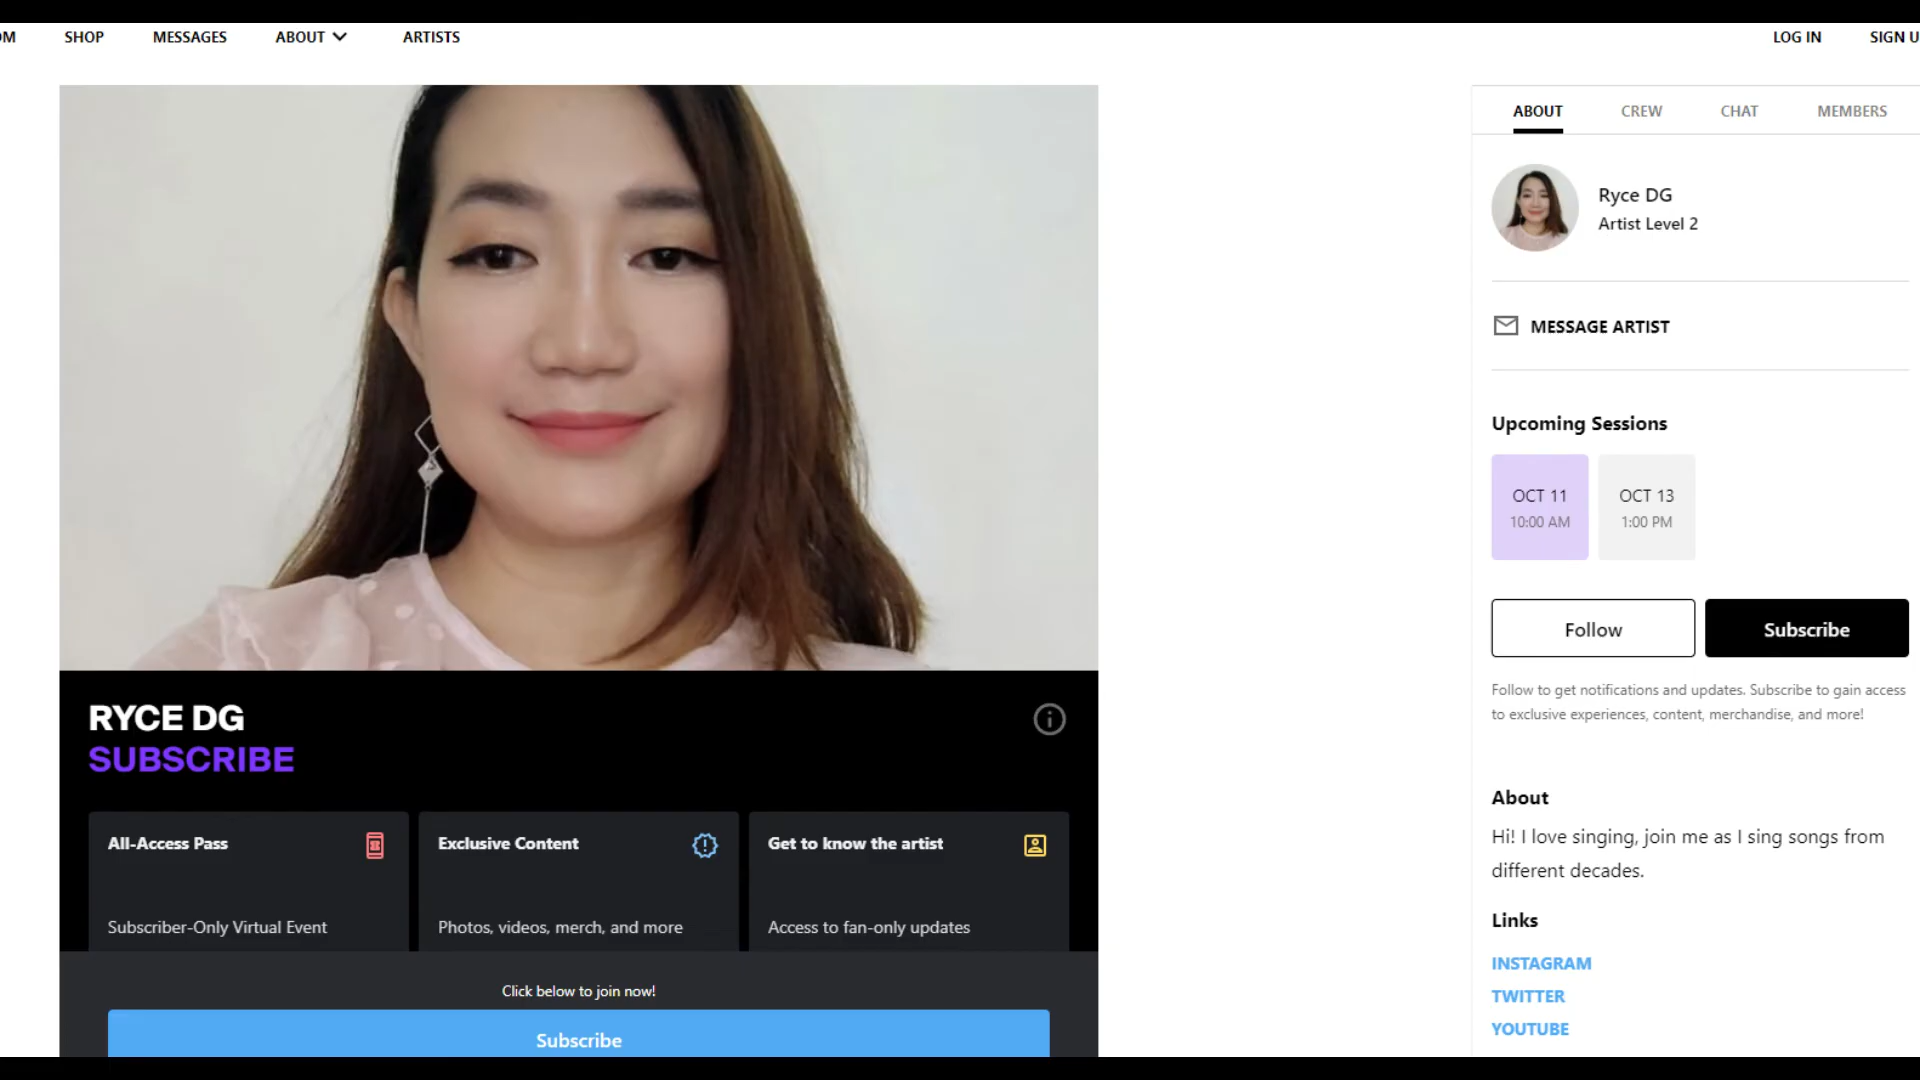 OM SHOP MESSAGES ABOUT ARTISTS LOG IN SIGN U
ABOUT CREW CHAT MEMBERS
Ryce DG
Artist Level 2
MESSAGE ARTIST
Upcoming Sessions
OCT 11
10:00 AM
OCT 13
1:00 PM
Follow
Subscribe
Follow to get notifications and updates. Subscribe to gain access
to exclusive experiences, content, merchandise, and more!
About
Hi! I love singing, join me as I sing songs from
different decades.
Links
INSTAGRAM
TWITTER
YOUTUBE
RYCE DG
SUBSCRIBE
All-Access Pass
Subscriber-Only Virtual Event
Exclusive Content
Photos, videos, merch, and more
Get to know the artist
Access to fan-only updates
Click below to join now!
Subscribe